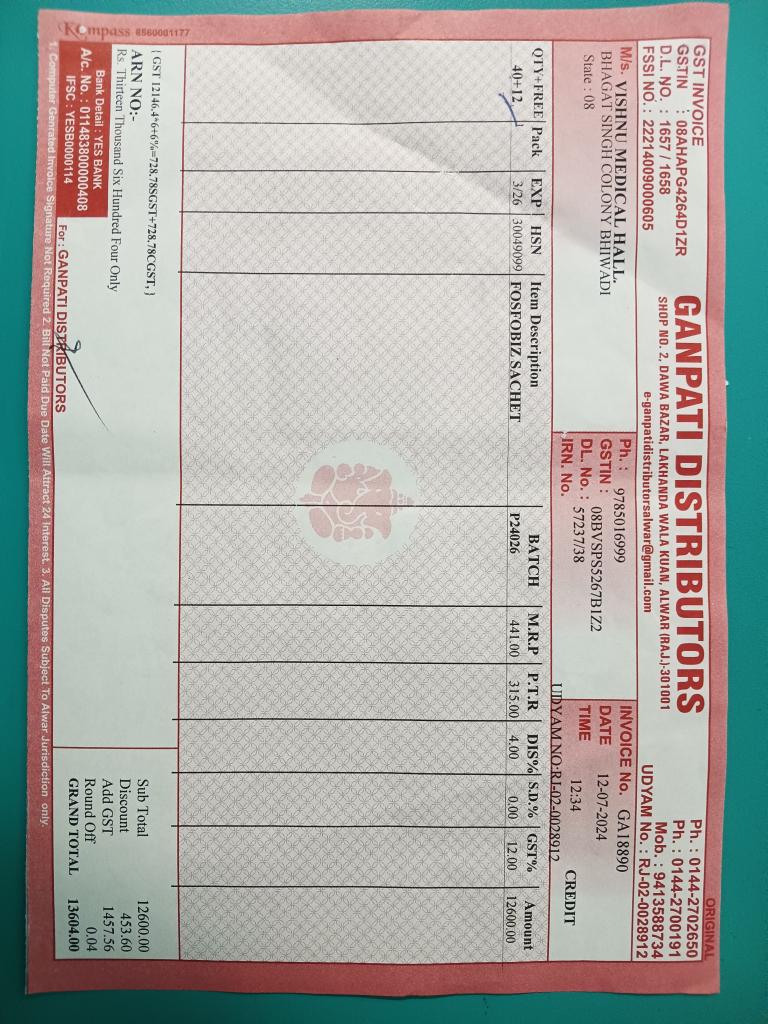 ORIGINAL
GST INVOICE
GSTIN : 08AHAPG4264D1ZR
D.L. NO. : 1657 / 1658
FSSI NO. : 22214009000605
GANPATI DISTRIBUTORS
SHOP NO. 2, DAWA BAZAR, LAKHANDA WALA KUAN, ALWAR (RAJ.)-301001
e-ganpatidistributorsalwar@gmail.com
Ph. : 0144-2702650
Ph. : 0144-2700191
Mob. : 9413588734
UDYAM No. : RJ-02-0028912
M/s. VISHNU MEDICAL HALL,
BHAGAT SINGH COLONY BHIWADI
State : 08
Ph. : 9785016999
GSTIN : 08BVSPS5267B1Z2
DL. No. : 57237/38
IRN. No.
INVOICE No. GA18890
DATE 12-07-2024
TIME 12:34
CREDIT
UDYAM NO:RJ-02-0028912
QTY+FREE Pack EXP HSN Item Description BATCH M.R.P P.T.R DIS% S.D.% GST% Amount
40+12 3/26 30049099 FOSFOBIZ SACHET P24026 441.00 315.00 4.00 0.00 12.00 12600.00
( GST 12146.4*6+6%=728.78SGST+728.78CGST, )
ARN NO:-
Rs. Thirteen Thousand Six Hundred Four Only
Sub Total 12600.00
Discount 453.60
Add GST 1457.56
Round Off 0.04
GRAND TOTAL 13604.00
Bank Detail : YES BANK
A/c. No. : 011483800000408
IFSC : YESB0000114
For : GANPATI DISTRIBUTORS
1. Computer Genrated Invoice Signature Not Required 2. Bill Not Paid Due Date Will Attract 24 Interest. 3. All Disputes Subject To Alwar Jurisdiction only.
Kompass 8560001177